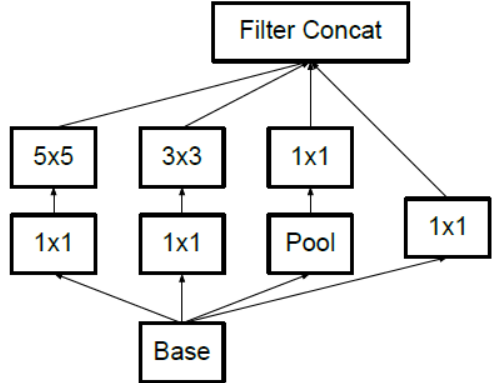 Filter Concat
5x5
3x3
1x1
1x1
1x1
Pool
1x1
Base